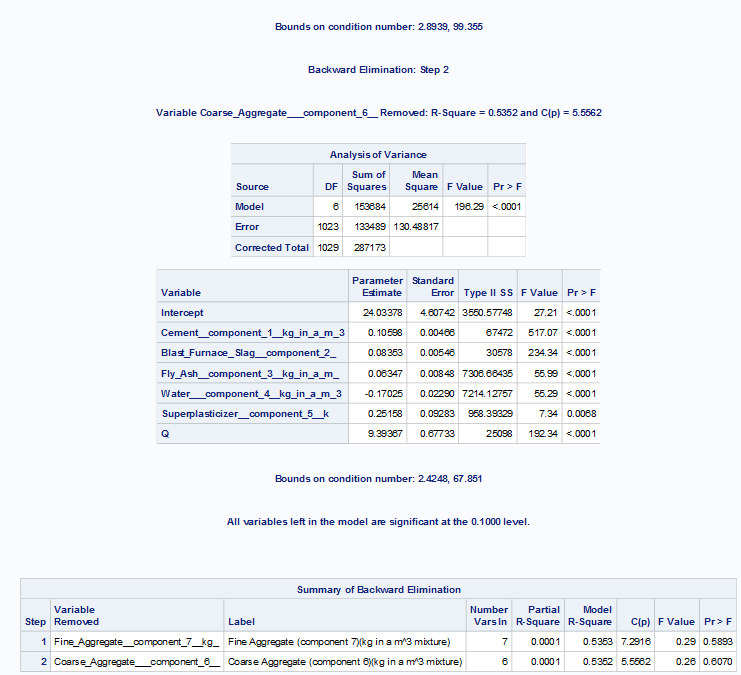 Bounds on condition number: 2.8939, 99.355
Backward Elimination: Step 2
Variable Coarse_Aggregate___component_6__ Removed: R-Square = 0.5352 and C(p) = 5.5562
Analysis of Variance
Source DF Sum of Squares Mean Square F Value Pr > F
Model 6 153684 25614 196.29 <.0001
Error 1023 133489 130.48817
Corrected Total 1029 287173
Variable Parameter Estimate Standard Error Type II SS F Value Pr > F
Intercept 24.03378 4.60742 3550.57748 27.21 <.0001
Cement__component_1__kg_in_a_m_3 0.10598 0.00466 67472 517.07 <.0001
Blast_Furnace_Slag__component_2_ 0.08353 0.00546 30578 234.34 <.0001
Fly_Ash__component_3__kg_in_a_m_ 0.06347 0.00848 7306.66435 55.99 <.0001
Water___component_4__kg_in_a_m_3 -0.17025 0.02290 7214.12757 55.29 <.0001
Superplasticizer__component_5__k 0.25158 0.09283 958.39329 7.34 0.0068
Q 9.39367 0.67733 25098 192.34 <.0001
Bounds on condition number: 2.4248, 67.851
All variables left in the model are significant at the 0.1000 level.
Summary of Backward Elimination
Step Variable Removed Label Number Vars In Partial R-Square Model R-Square C(p) F Value Pr > F
1 Fine_Aggregate__component_7__kg_ Fine Aggregate (component 7)(kg in a m^3 mixture) 7 0.0001 0.5353 7.2916 0.29 0.5893
2 Coarse_Aggregate___component_6__ Coarse Aggregate (component 6)(kg in a m^3 mixture) 6 0.0001 0.5352 5.5562 0.26 0.6070